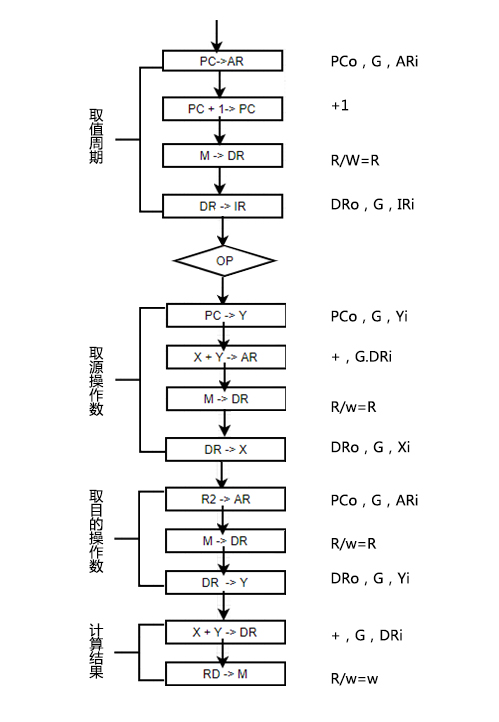 PC->AR
PCo , G , ARi
PC + 1-> PC
+1
M -> DR
R/W=R
DR -> IR
DRo , G , IRi
取值周期
OP
PC -> Y
PCo , G , Yi
X + Y -> AR
+ , G.DRi
M -> DR
R/w=R
DR -> X
DRo , G , Xi
取源操作数
R2 -> AR
PCo , G , ARi
M -> DR
R/w=R
DR -> Y
DRo , G , Yi
取目的操作数
X + Y -> DR
+ , G , DRi
RD -> M
R/w=w
计算结果